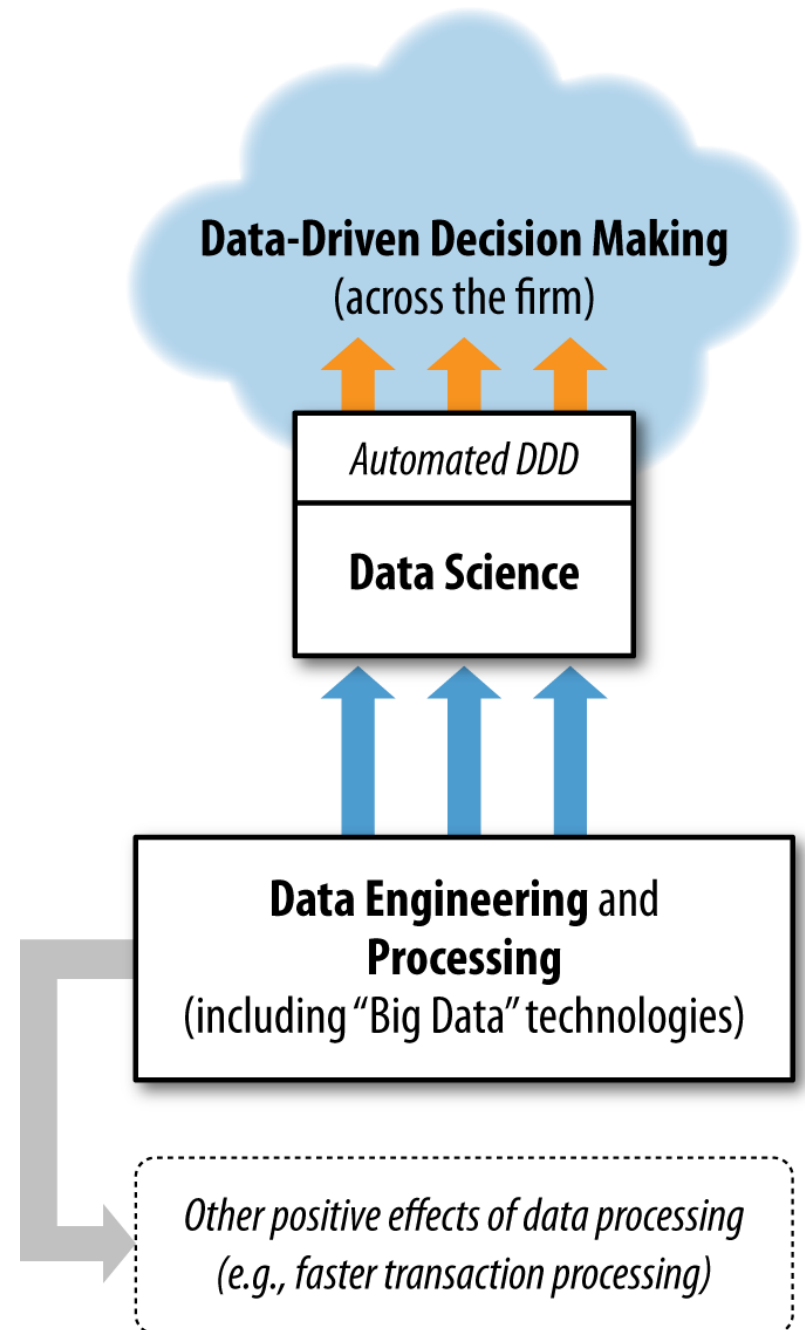 Data-Driven Decision Making
(across the firm)
Automated DDD
Data Science
Data Engineering and
Processing
(including “Big Data” technologies)
Other positive effects of data processing
(e.g., faster transaction processing)